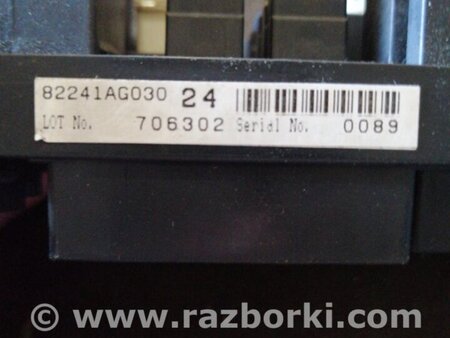 82241AG030 24
LOT No. 706302 Serial No. 0089
© www.razborki.com